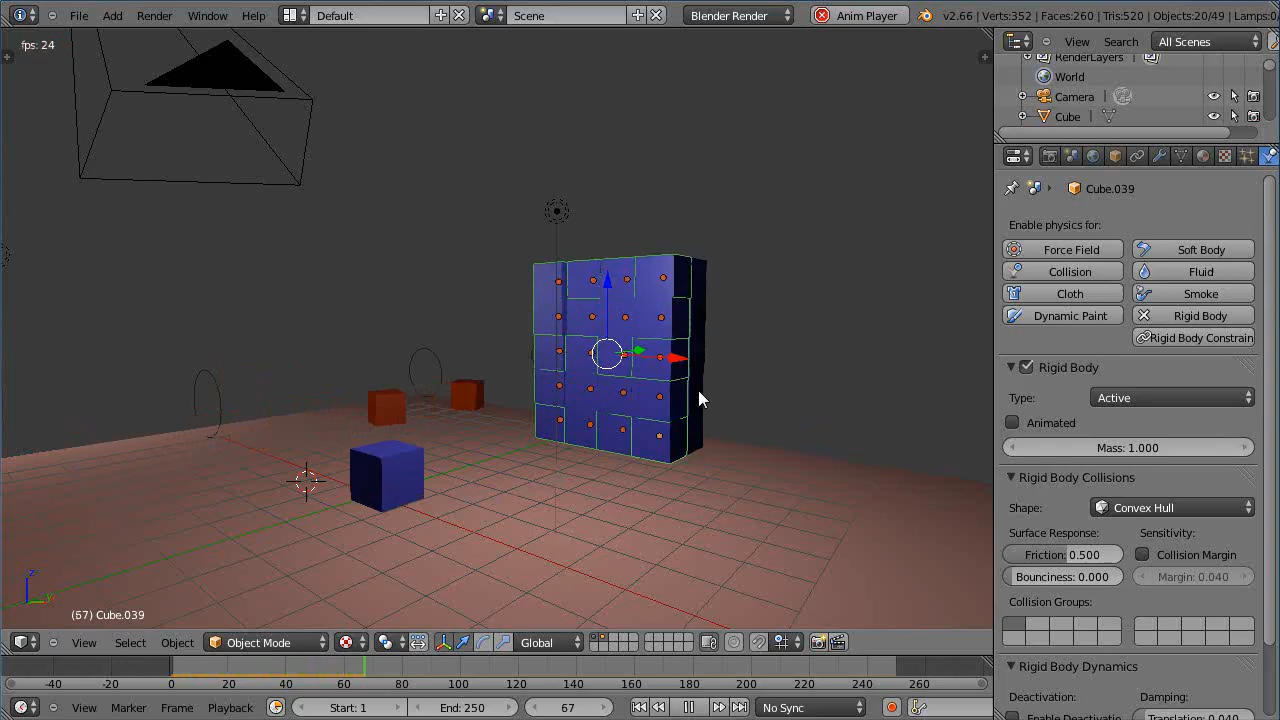 File Add Render Window Help Default Scene Blender Render Anim Player v2.66 | Verts:352 | Faces:260 | Tris:520 | Objects:20/49 | Lamps:0/
fps: 24
View Search All Scenes
RenderLayers
World
Camera
Cube
Cube.039
Enable physics for:
Force Field Soft Body
Collision Fluid
Cloth Smoke
Dynamic Paint Rigid Body
Rigid Body Constrain
Rigid Body
Type: Active
Animated
Mass: 1.000
Rigid Body Collisions
Shape: Convex Hull
Surface Response: Sensitivity:
Friction: 0.500 Collision Margin
Bounciness: 0.000 Margin: 0.040
Collision Groups:
Rigid Body Dynamics
Deactivation: Damping:
Enable Deactivatio Translation: 0.040
z
y
(67) Cube.039
View Select Object Object Mode Global
-40 -20 0 20 40 60 80 100 120 140 160 180 200 220 240 260
View Marker Frame Playback Start: 1 End: 250 67 No Sync